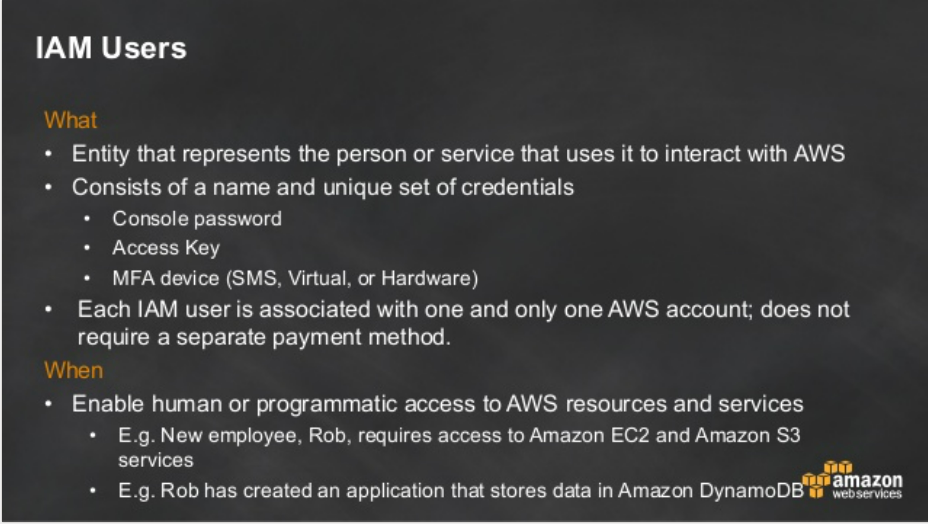 IAM Users
What
• Entity that represents the person or service that uses it to interact with AWS
• Consists of a name and unique set of credentials
• Console password
• Access Key
• MFA device (SMS, Virtual, or Hardware)
• Each IAM user is associated with one and only one AWS account; does not
require a separate payment method.
When
• Enable human or programmatic access to AWS resources and services
• E.g. New employee, Rob, requires access to Amazon EC2 and Amazon S3
services
• E.g. Rob has created an application that stores data in Amazon DynamoDB
amazon
webservices